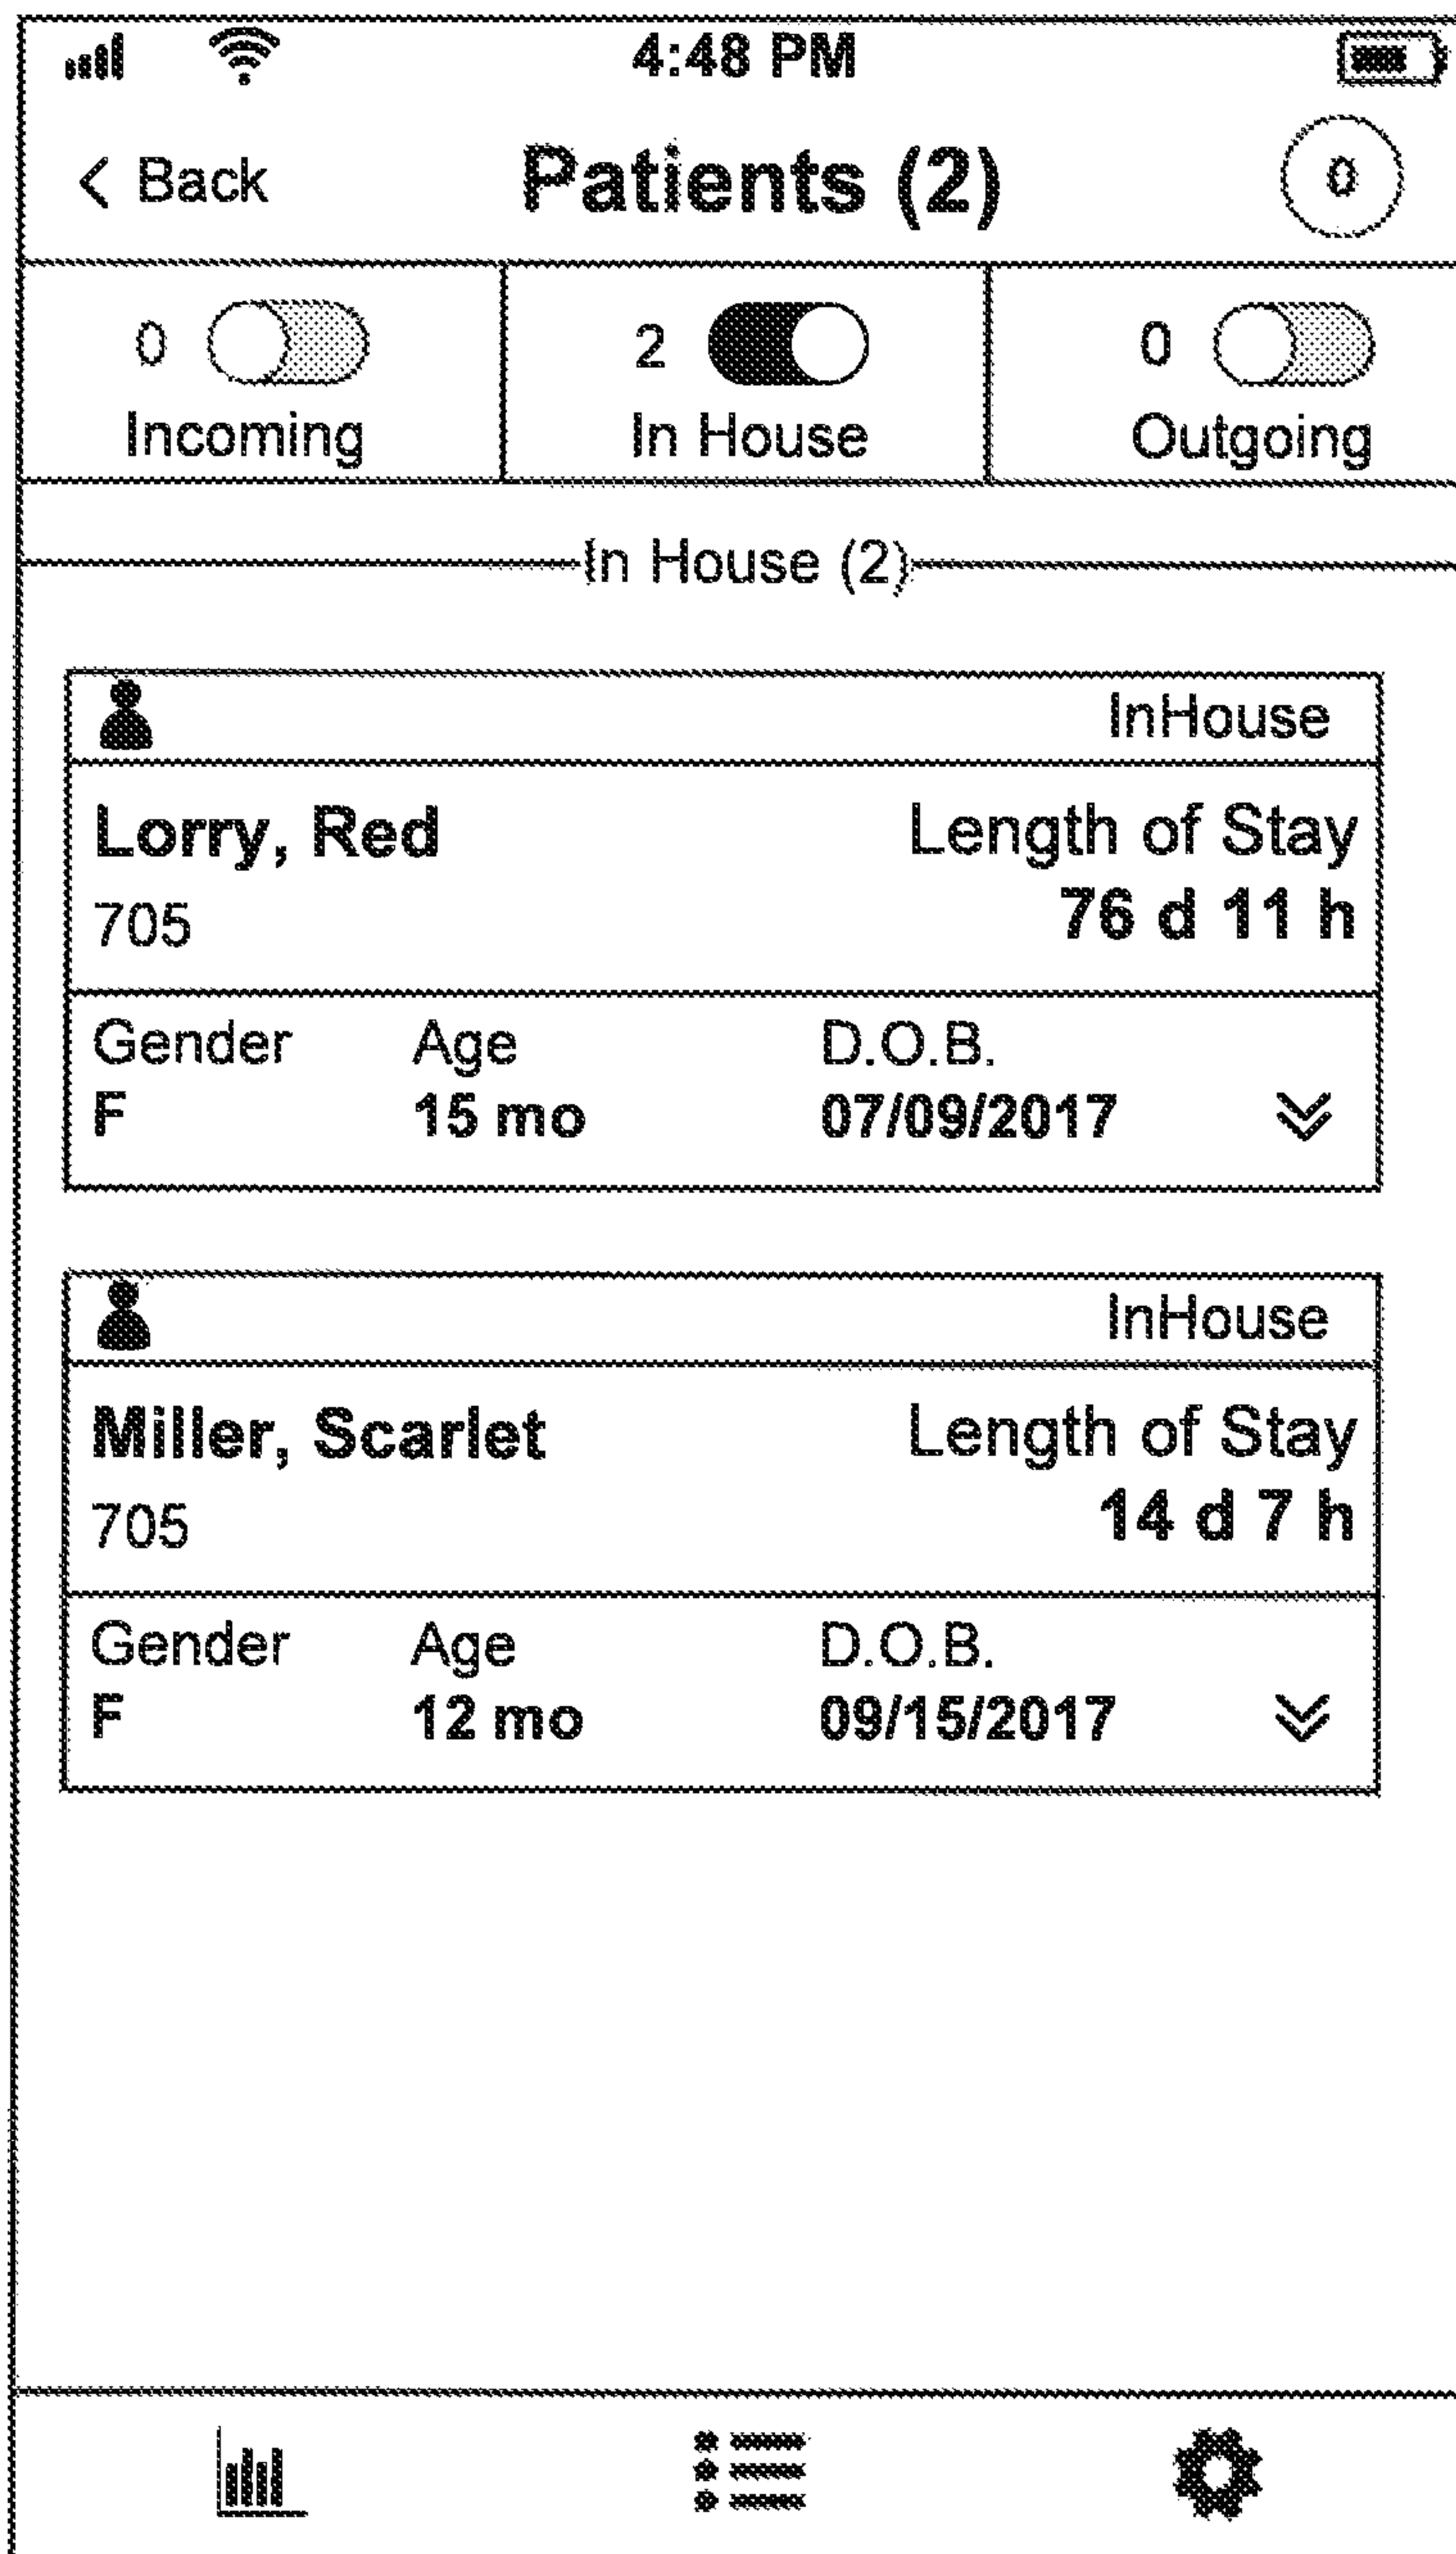 4:48 PM
< Back Patients (2) 0
0 2 0
Incoming In House Outgoing
In House (2)
InHouse
Lorry, Red Length of Stay
705 76 d 11 h
Gender Age D.O.B.
F 15 mo 07/09/2017
InHouse
Miller, Scarlet Length of Stay
705 14 d 7 h
Gender Age D.O.B.
F 12 mo 09/15/2017